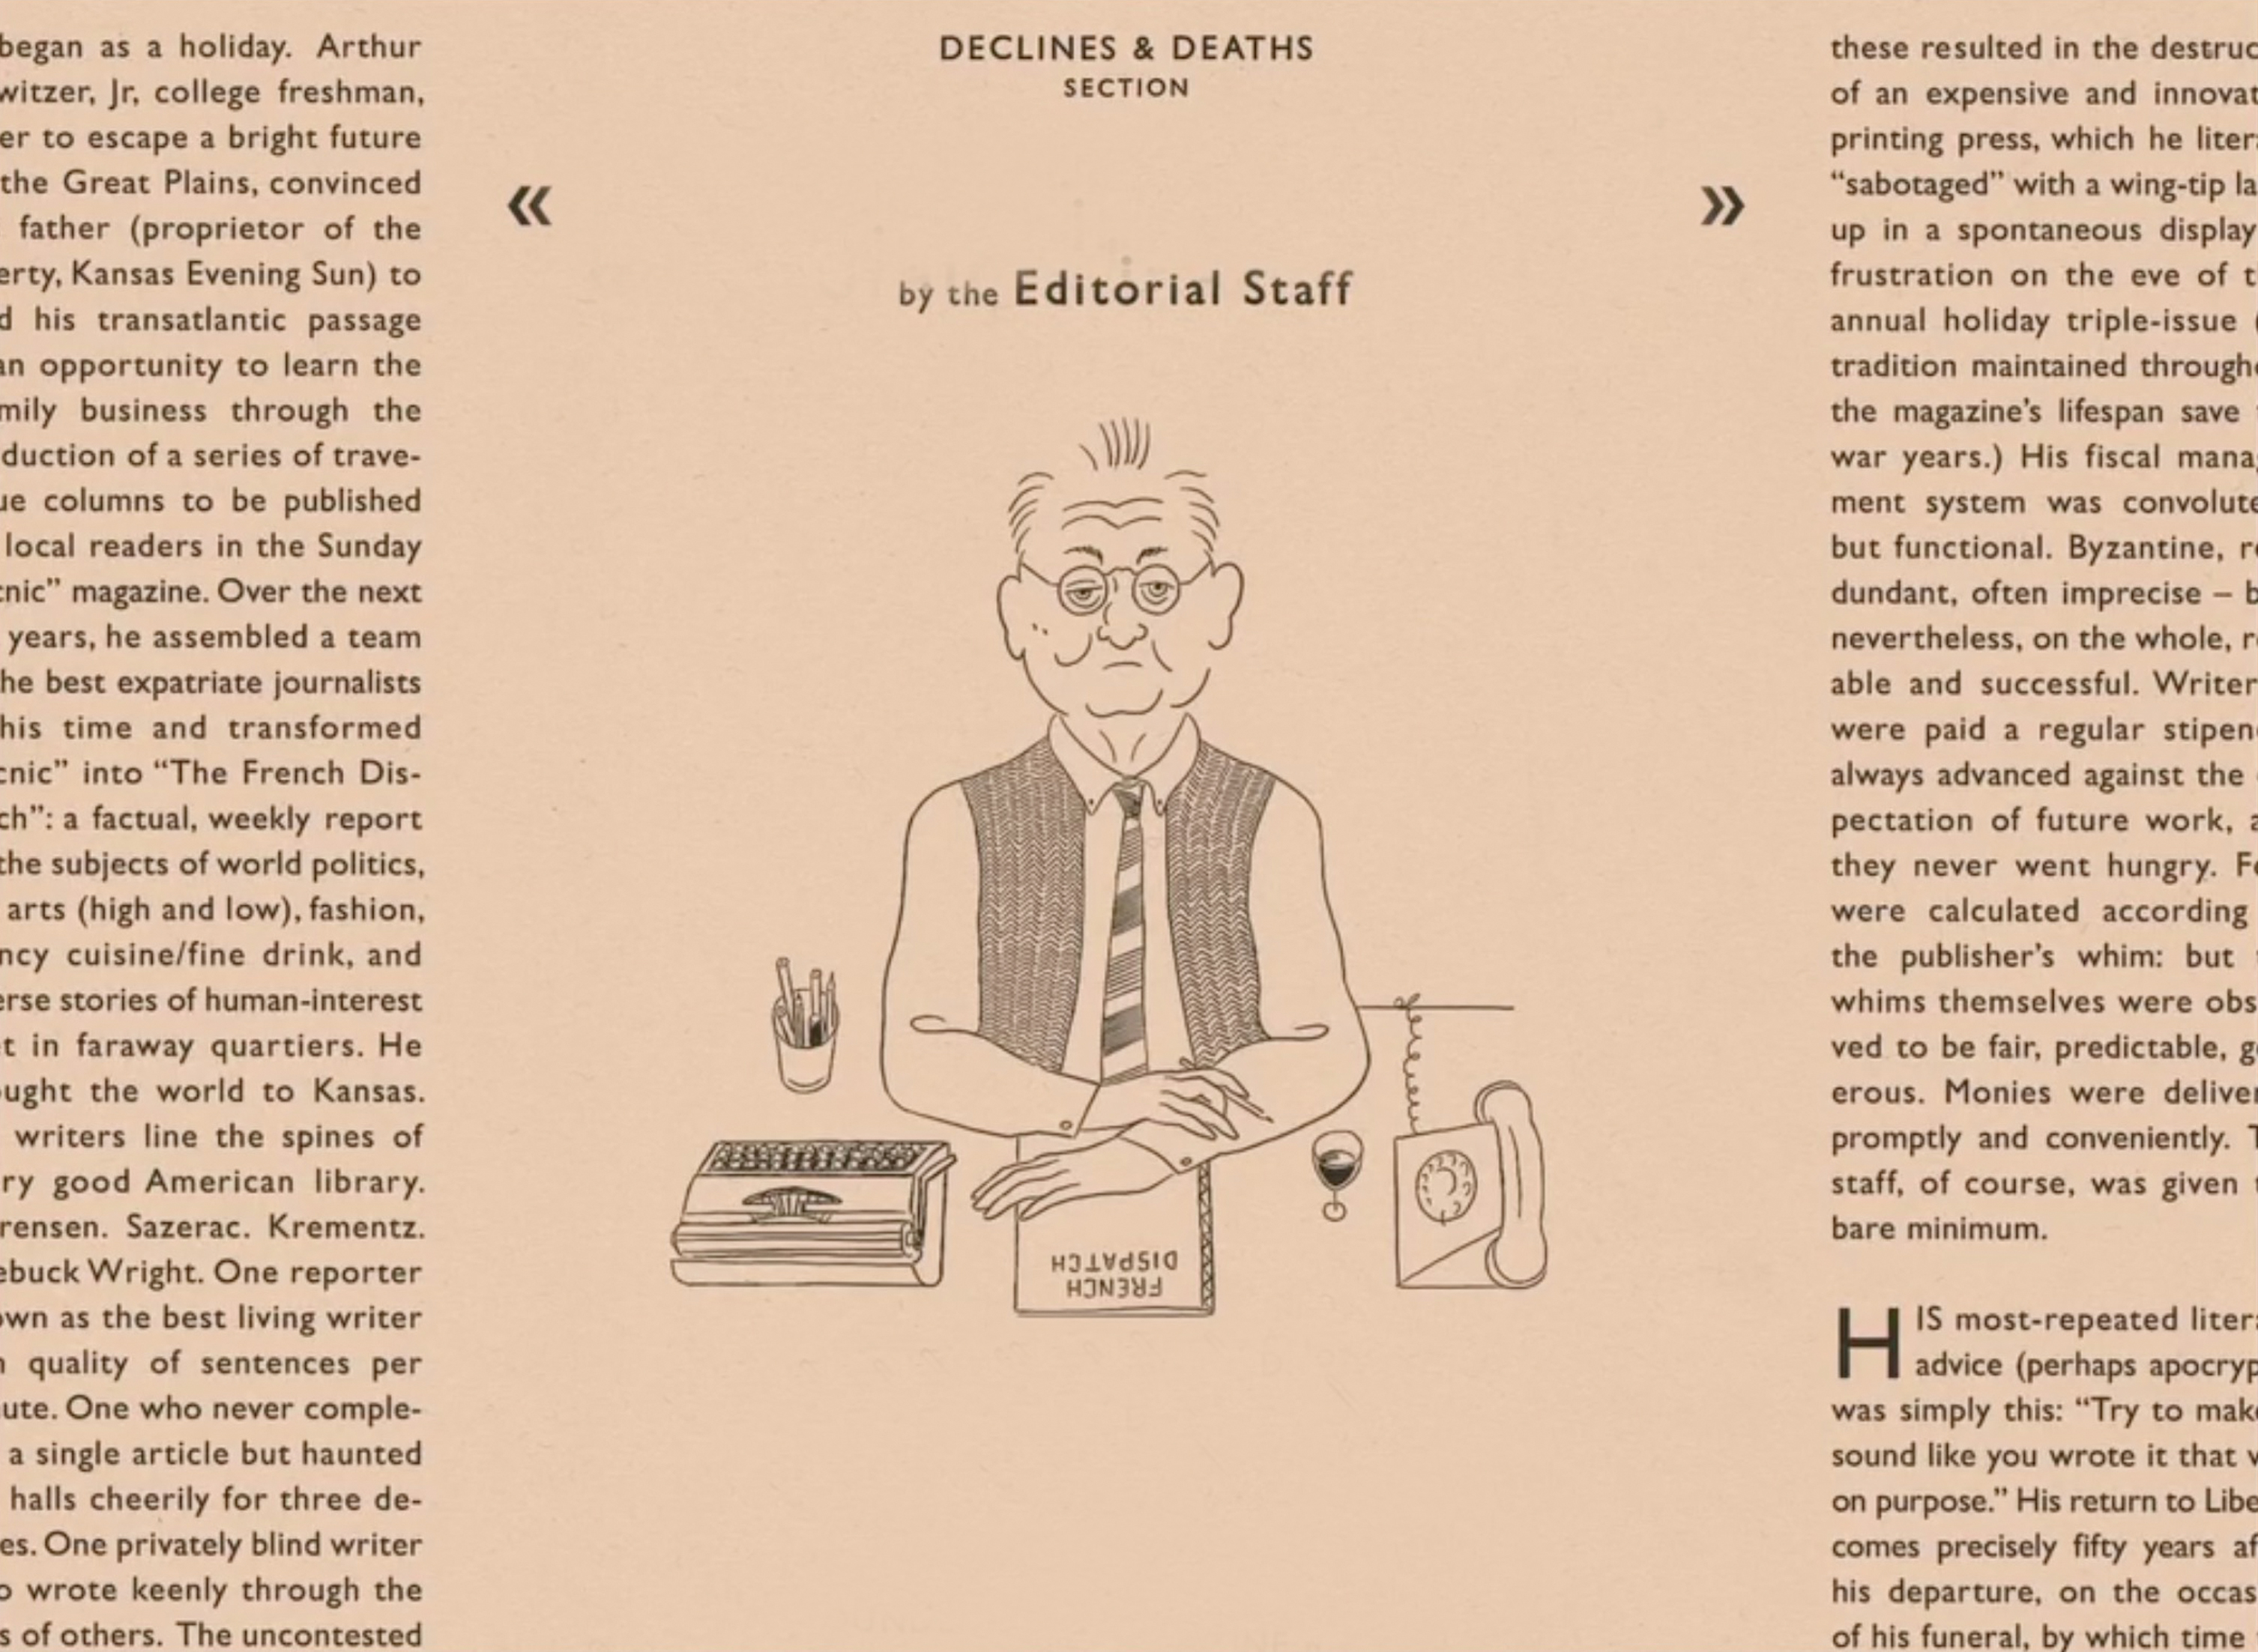 began as a holiday. Arthur
witzer, Jr, college freshman,
er to escape a bright future
the Great Plains, convinced
father (proprietor of the
erty, Kansas Evening Sun) to
d his transatlantic passage
an opportunity to learn the
mily business through the
duction of a series of trave-
ue columns to be published
local readers in the Sunday
cnic” magazine. Over the next
years, he assembled a team
he best expatriate journalists
his time and transformed
cnic” into “The French Dis-
ch”: a factual, weekly report
the subjects of world politics,
arts (high and low), fashion,
ncy cuisine/fine drink, and
erse stories of human-interest
t in faraway quartiers. He
ought the world to Kansas.
writers line the spines of
ry good American library.
rensen. Sazerac. Krementz.
ebuck Wright. One reporter
own as the best living writer
n quality of sentences per
ute. One who never comple-
a single article but haunted
halls cheerily for three de-
es. One privately blind writer
o wrote keenly through the
s of others. The uncontested
DECLINES & DEATHS
SECTION
« »
by the Editorial Staff
FRENCH
DISPATCH
these resulted in the destruc
of an expensive and innovat
printing press, which he liter
“sabotaged” with a wing-tip la
up in a spontaneous display
frustration on the eve of t
annual holiday triple-issue (
tradition maintained through
the magazine’s lifespan save
war years.) His fiscal mana
ment system was convolute
but functional. Byzantine, r
dundant, often imprecise – b
nevertheless, on the whole, r
able and successful. Writer
were paid a regular stipen
always advanced against the
pectation of future work, a
they never went hungry. F
were calculated according
the publisher’s whim: but
whims themselves were obs
ved to be fair, predictable, g
erous. Monies were deliver
promptly and conveniently. T
staff, of course, was given t
bare minimum.
HIS most-repeated liter
advice (perhaps apocryp
was simply this: “Try to mak
sound like you wrote it that
on purpose.” His return to Libe
comes precisely fifty years af
his departure, on the occas
of his funeral, by which time